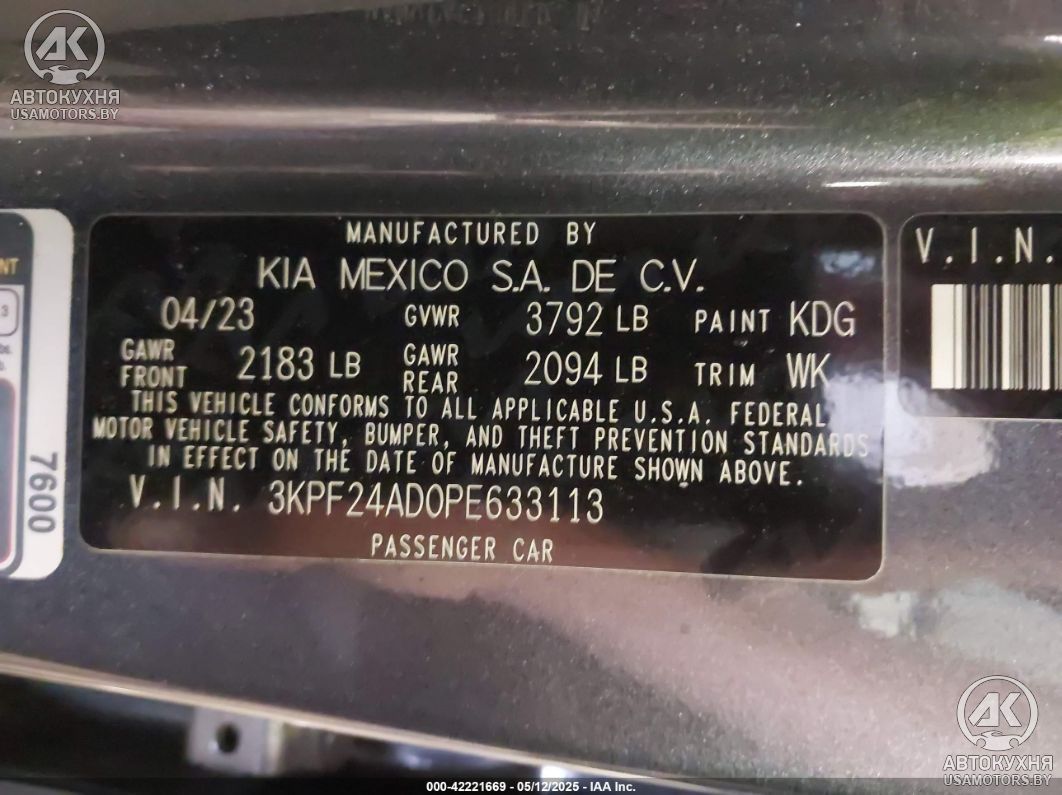 AK
АВТОКУХНЯ
USAMOTORS.BY
MANUFACTURED BY
KIA MEXICO S.A. DE C.V.
04/23 GVWR 3792 LB PAINT KDG
GAWR FRONT 2183 LB GAWR REAR 2094 LB TRIM WK
THIS VEHICLE CONFORMS TO ALL APPLICABLE U.S.A. FEDERAL
MOTOR VEHICLE SAFETY, BUMPER, AND THEFT PREVENTION STANDARDS
IN EFFECT ON THE DATE OF MANUFACTURE SHOWN ABOVE.
V.I.N. 3KPF24AD0PE633113
PASSENGER CAR
V.I.N.
7600
AK
АВТОКУХНЯ
USAMOTORS.BY
000-42221669 - 05/12/2025 - IAA Inc.